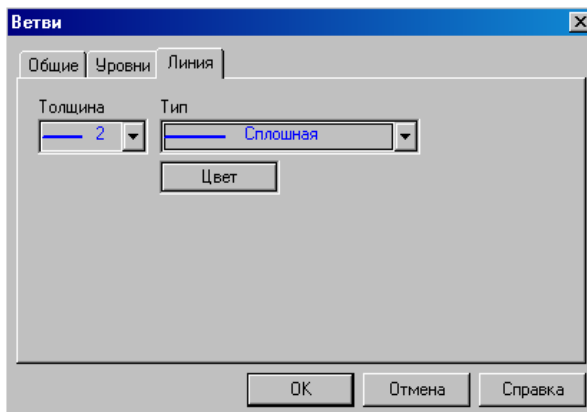 Ветви
Общие Уровни Линия
Толщина Тип
2 Сплошная
Цвет
OK Отмена Справка